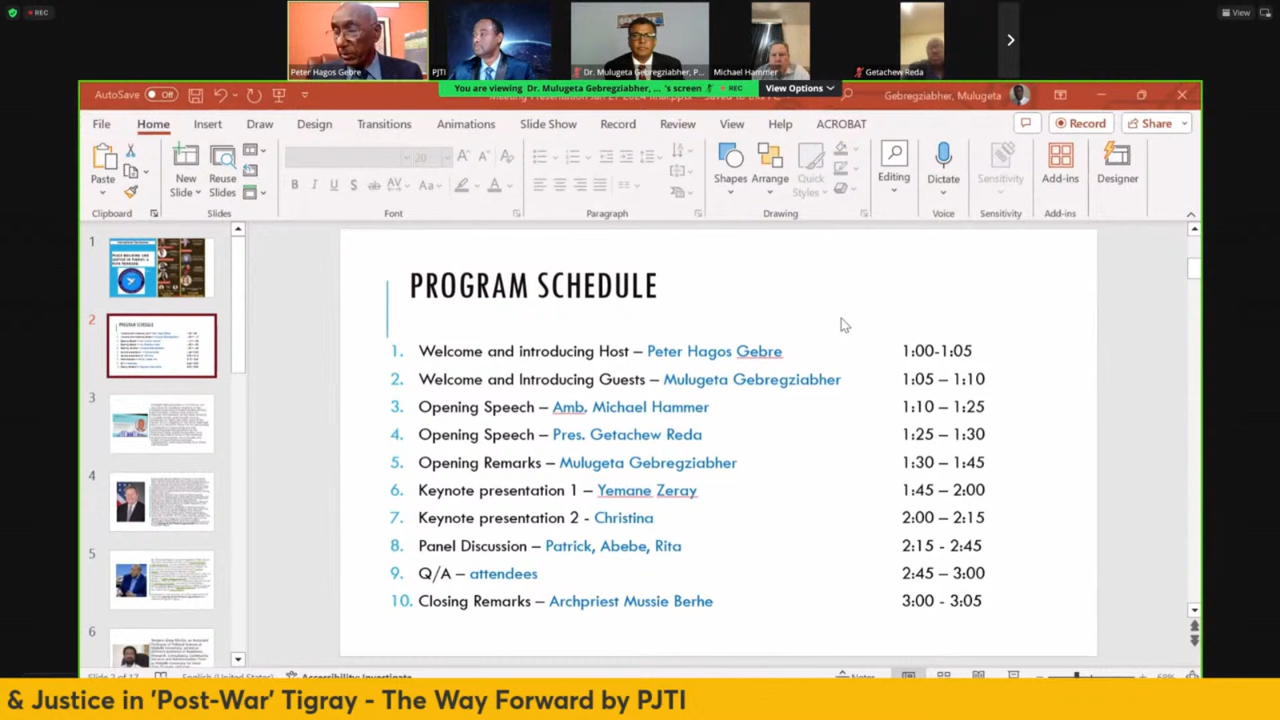 REC
View
Peter Hagos Gebre
PJTI
Dr. Mulugeta Gebregziabher, P...
Michael Hammer
Getachew Reda
You are viewing Dr. Mulugeta Gebregziabher, ... 's screen
REC
View Options
AutoSave Off
Gebregziabher, Mulugeta
File Home Insert Draw Design Transitions Animations Slide Show Record Review View Help ACROBAT
Record
Share
Paste
New Slide
Reuse Slides
20
Shapes
Arrange
Quick Styles
Editing
Dictate
Sensitivity
Add-ins
Designer
Clipboard
Slides
Font
Paragraph
Drawing
Voice
Sensitivity
Add-ins
1
2
3
4
5
6
PROGRAM SCHEDULE
1. Welcome and introducing Host – Peter Hagos Gebre 1:00-1:05
2. Welcome and Introducing Guests – Mulugeta Gebregziabher 1:05 – 1:10
3. Opening Speech – Amb. Michael Hammer 1:10 – 1:25
4. Opening Speech – Pres. Getachew Reda 1:25 – 1:30
5. Opening Remarks – Mulugeta Gebregziabher 1:30 – 1:45
6. Keynote presentation 1 – Yemane Zeray 1:45 – 2:00
7. Keynote presentation 2 - Christina 2:00 – 2:15
8. Panel Discussion – Patrick, Abebe, Rita 2:15 - 2:45
9. Q/A – attendees 2:45 – 3:00
10. Closing Remarks – Archpriest Mussie Berhe 3:00 - 3:05
& Justice in 'Post-War' Tigray - The Way Forward by PJTI